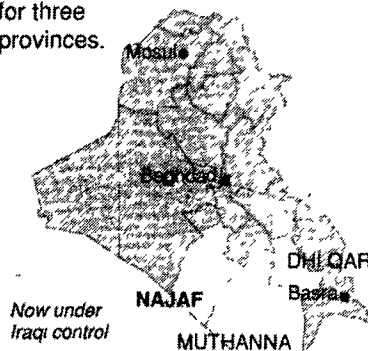 for three
provinces.
Mosul
Baghdad
DHI QAR
Basra
NAJAF
Now under
Iraqi control
MUTHANNA